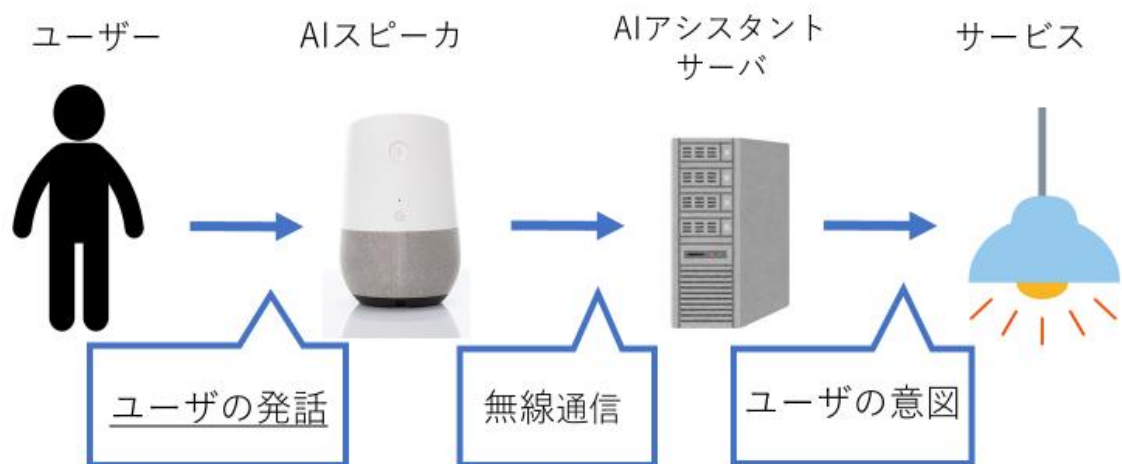 ユーザー
AIスピーカ
AIアシスタント
サーバ
サービス
ユーザの発話
無線通信
ユーザの意図